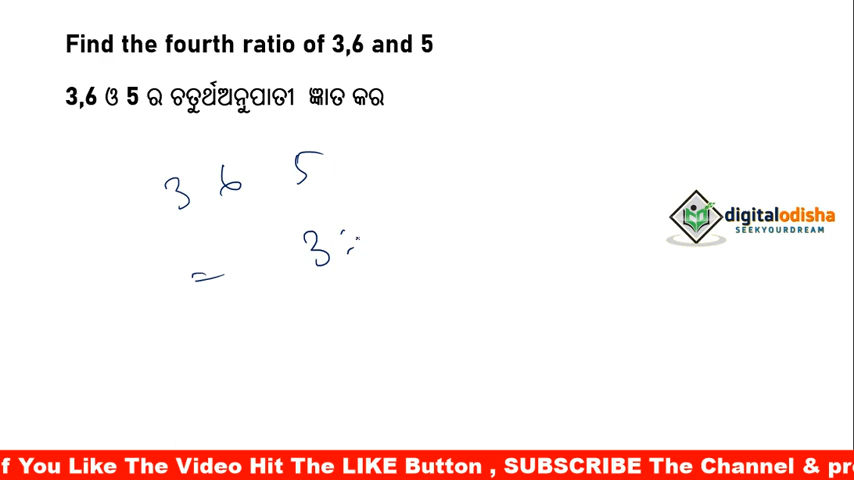 Find the fourth ratio of 3,6 and 5
3,6 ଓ 5 ର ଚତୁର୍ଥଅନୁପାତୀ ଜ୍ଞାତ କର
3 6 5
= 3 :
digitalodisha
SEEKYOURDREAM
f You Like The Video Hit The LIKE Button , SUBSCRIBE The Channel & pr